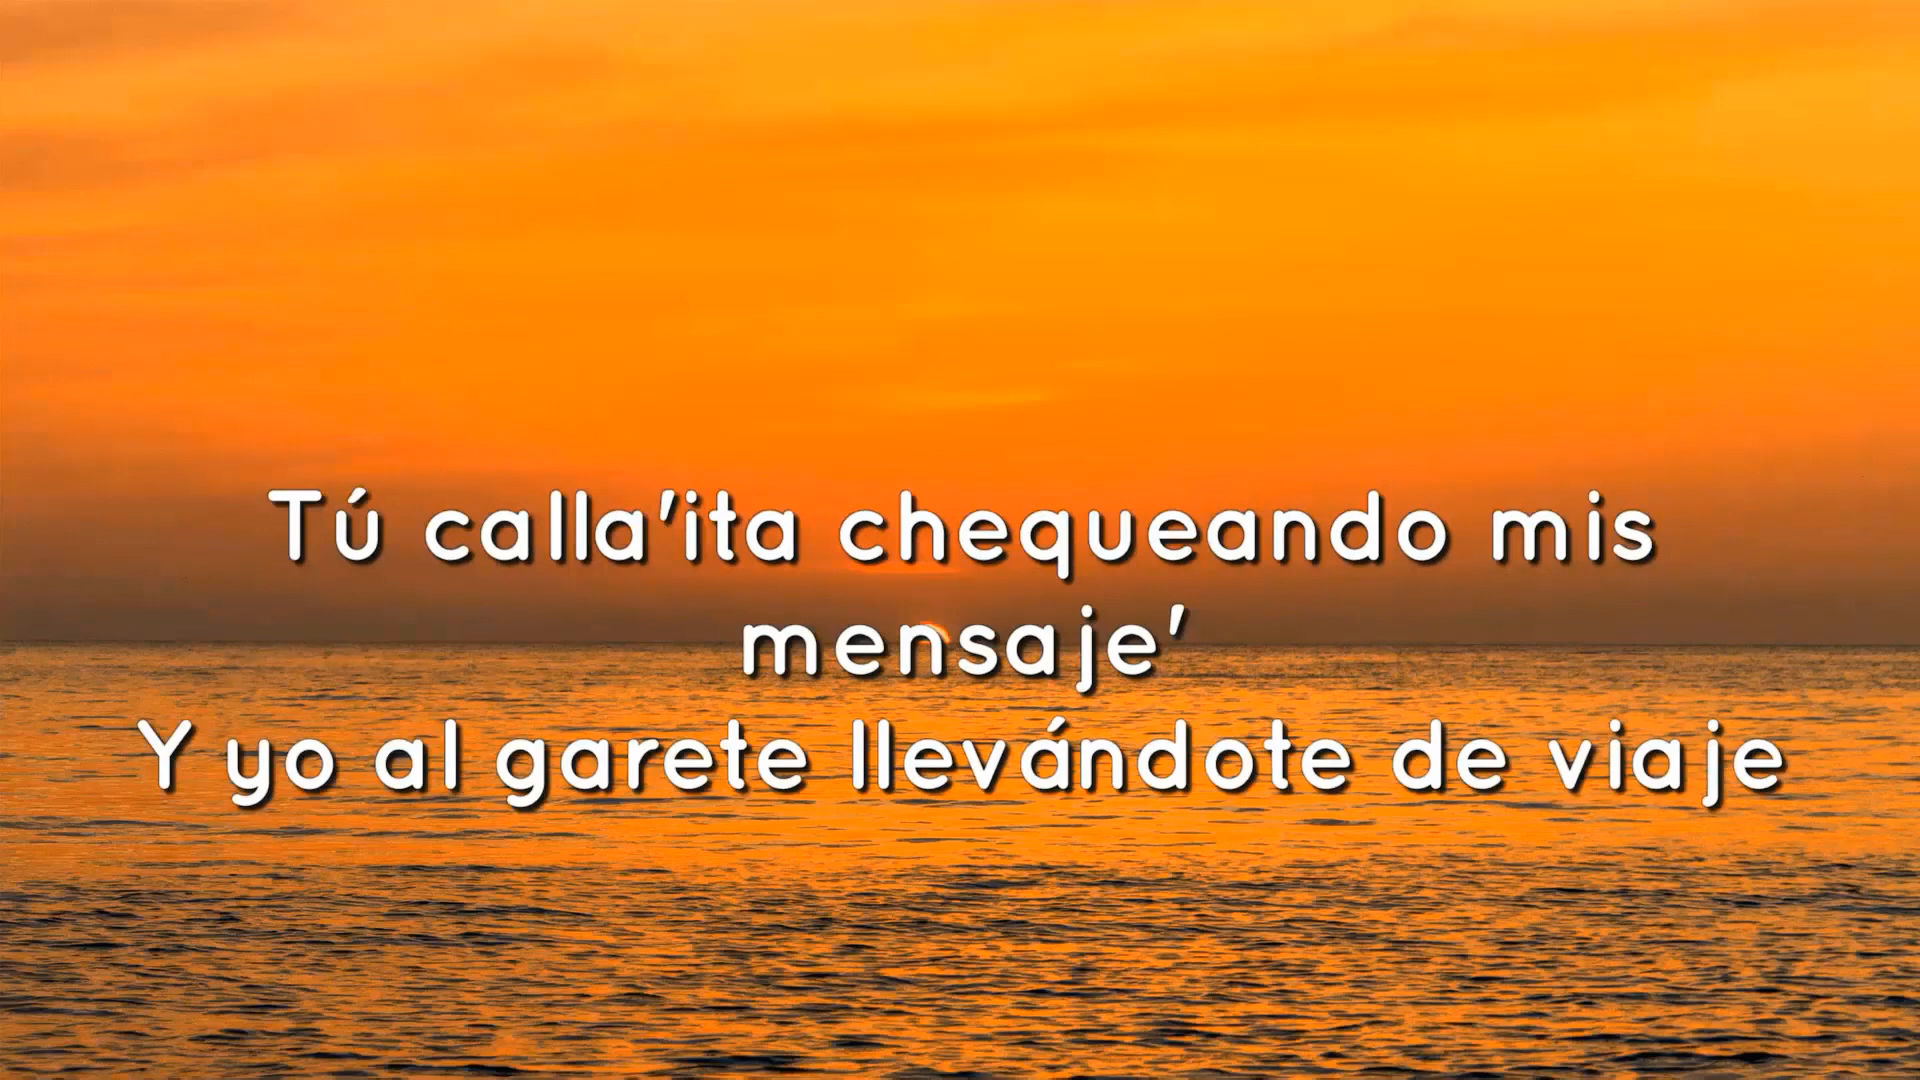 Tú calla'ita chequeando mis
mensaje'
Y yo al garete llevándote de viaje